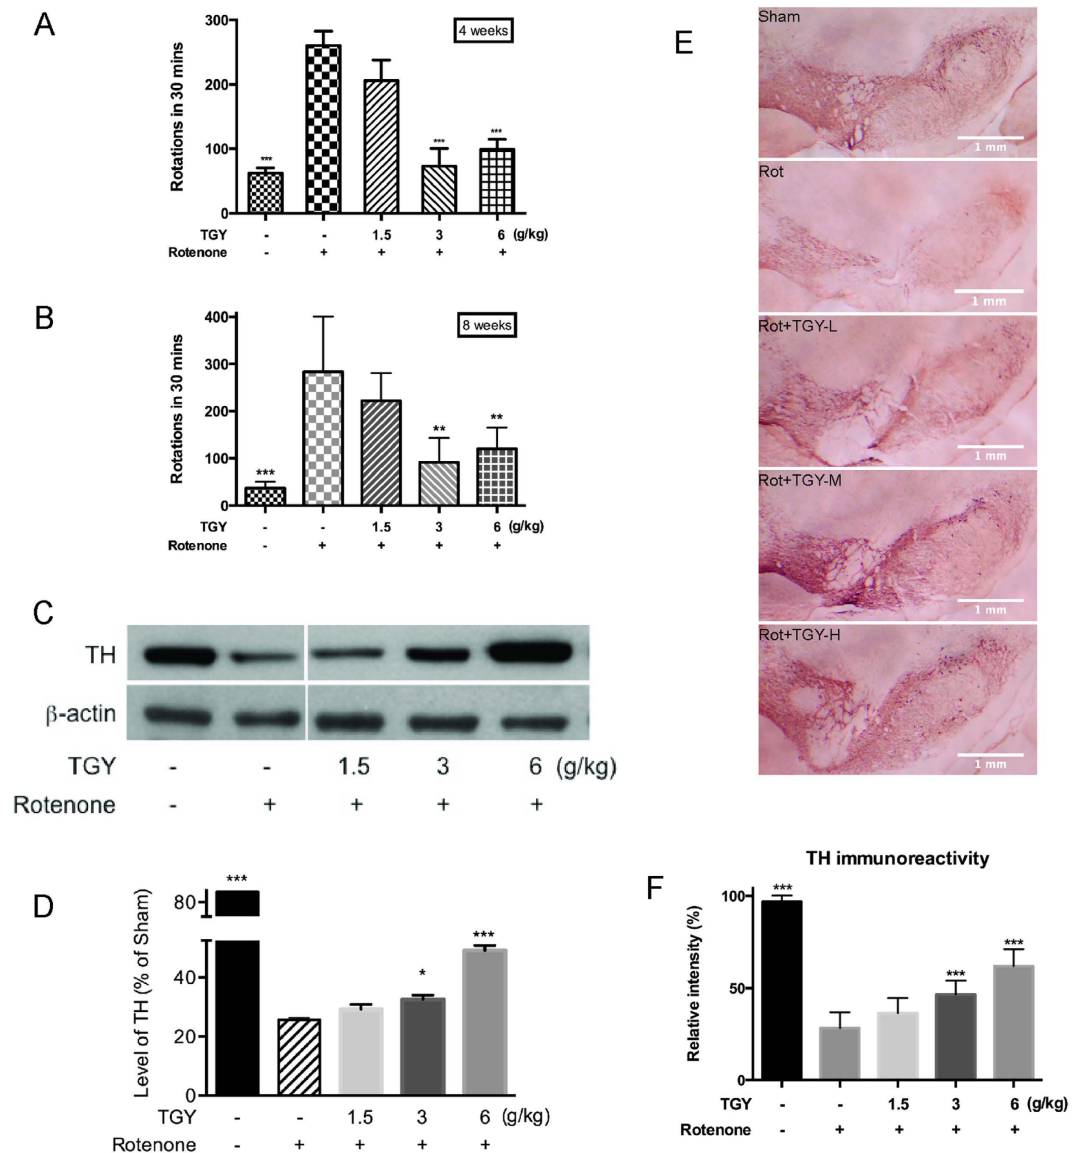 A
4 weeks
300
200
100
0
Rotations in 30 mins
***
***
***
TGY - - 1.5 3 6 (g/kg)
Rotenone - + + + +
B
8 weeks
400
300
200
100
0
Rotations in 30 mins
***
**
**
TGY - - 1.5 3 6 (g/kg)
Rotenone - + + + +
C
TH
β-actin
TGY - - 1.5 3 6 (g/kg)
Rotenone - + + + +
D
80
40
20
0
Level of TH (% of Sham)
***
*
***
TGY - - 1.5 3 6 (g/kg)
Rotenone - + + + +
E
Sham
1 mm
Rot
1 mm
Rot+TGY-L
1 mm
Rot+TGY-M
1 mm
Rot+TGY-H
1 mm
F
TH immunoreactivity
100
50
0
Relative intensity (%)
***
***
***
TGY - - 1.5 3 6 (g/kg)
Rotenone - + + + +